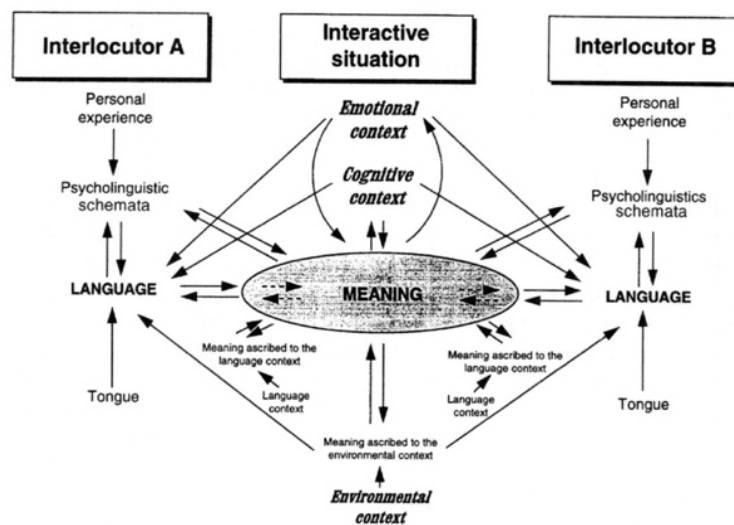 Interlocutor A
Interactive
situation
Interlocutor B
Personal
experience
Emotional
context
Personal
experience
Psycholinguistic
schemata
Cognitive
context
Psycholinguistics
schemata
LANGUAGE
MEANING
LANGUAGE
Meaning ascribed to the
language context
Meaning ascribed to the
language context
Language
context
Language
context
Tongue
Tongue
Meaning ascribed to the
environmental context
Environmental
context